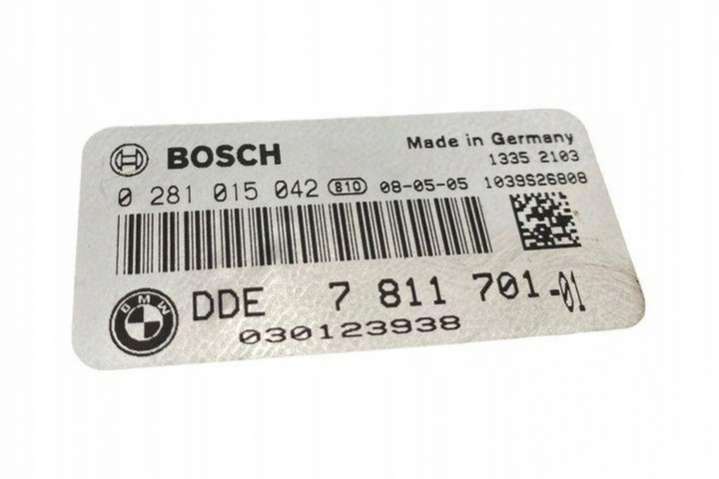 BOSCH
Made in Germany
1335 2103
0 281 015 042 810 08-05-05 1039S26808
BMW
DDE 7 811 701-01
030123938